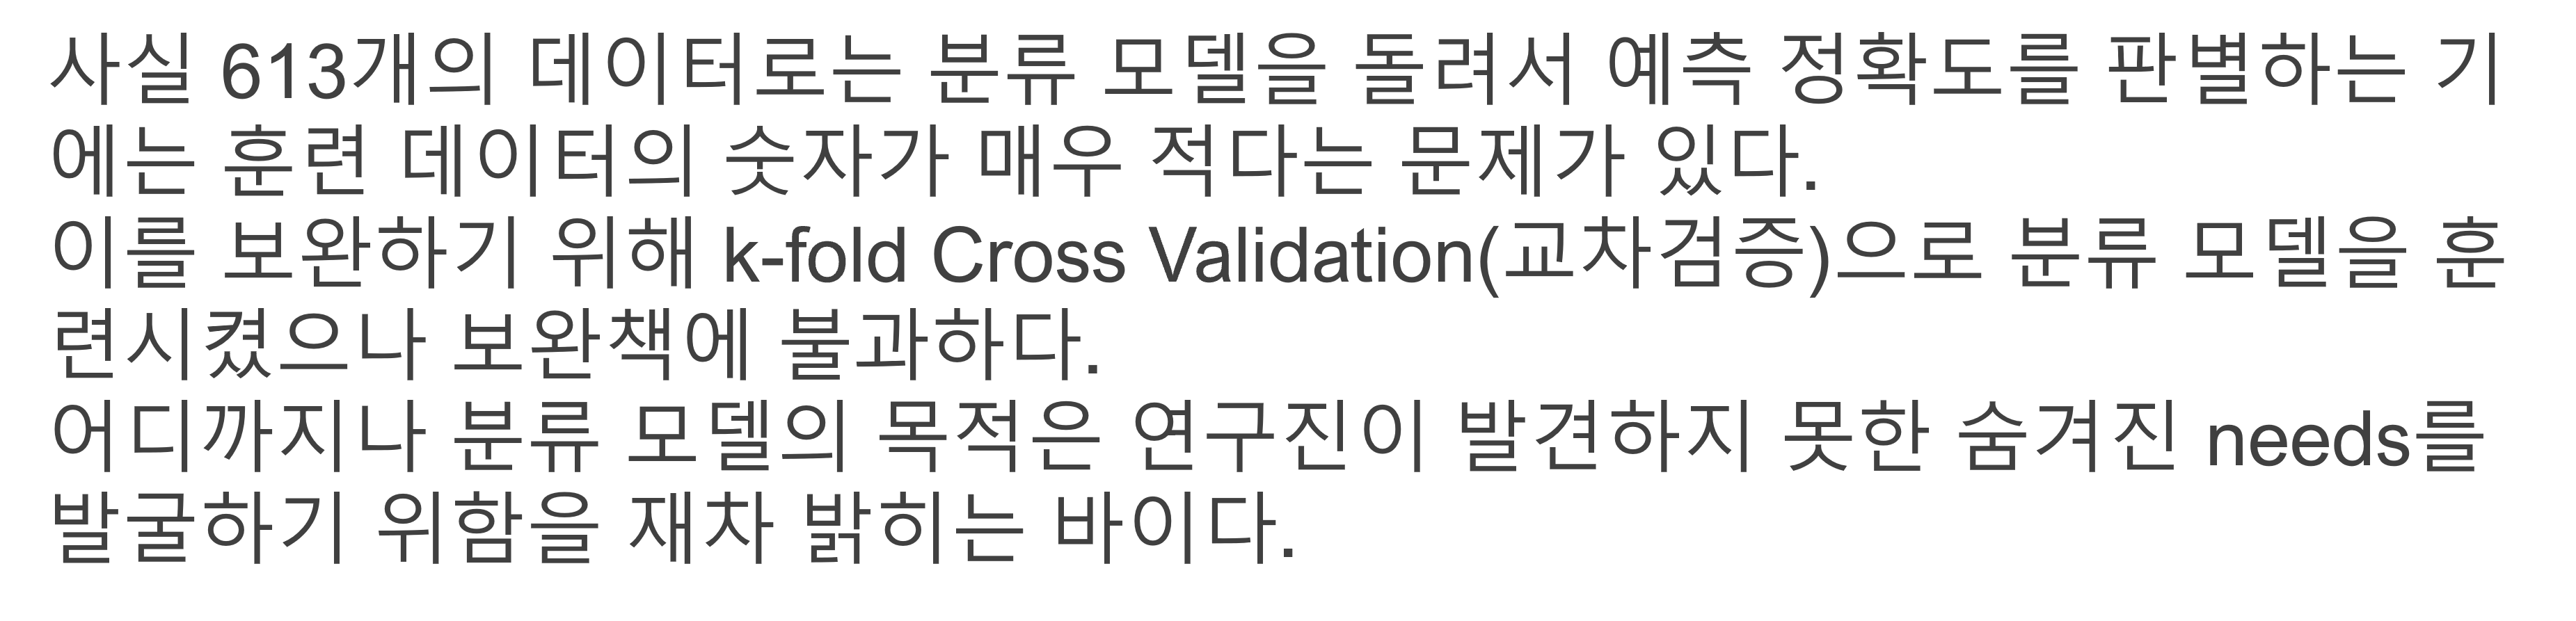 사실 613개의 데이터로는 분류 모델을 돌려서 예측 정확도를 판별하는 기
에는 훈련 데이터의 숫자가 매우 적다는 문제가 있다.
이를 보완하기 위해 k-fold Cross Validation(교차검증)으로 분류 모델을 훈
련시켰으나 보완책에 불과하다.
어디까지나 분류 모델의 목적은 연구진이 발견하지 못한 숨겨진 needs를
발굴하기 위함을 재차 밝히는 바이다.